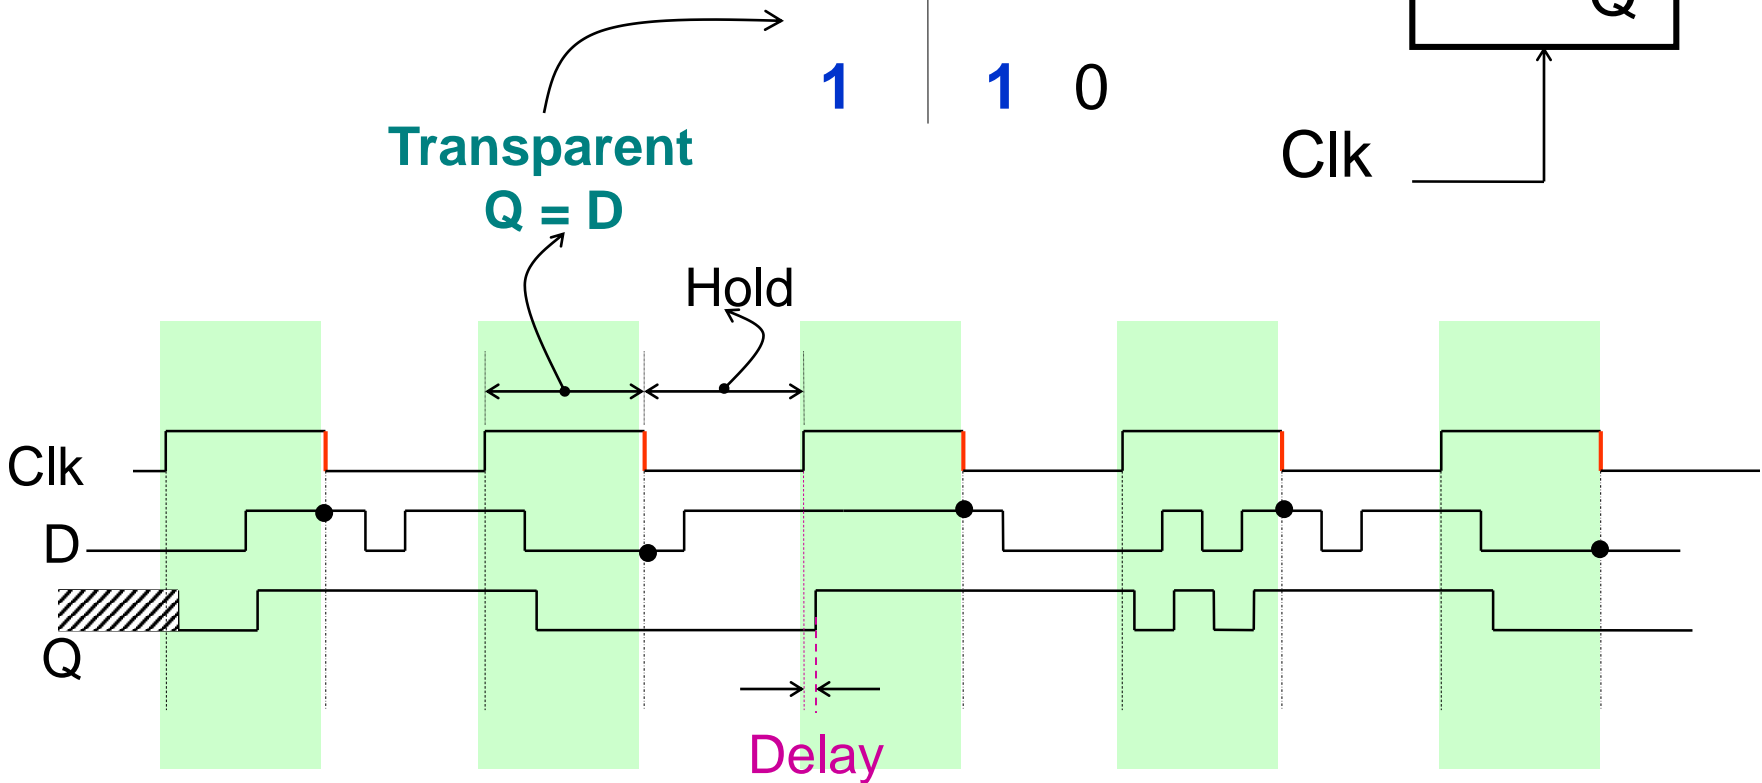 Q
1 1 0
Clk
Transparent
Q = D
Hold
Clk
D
Q
Delay